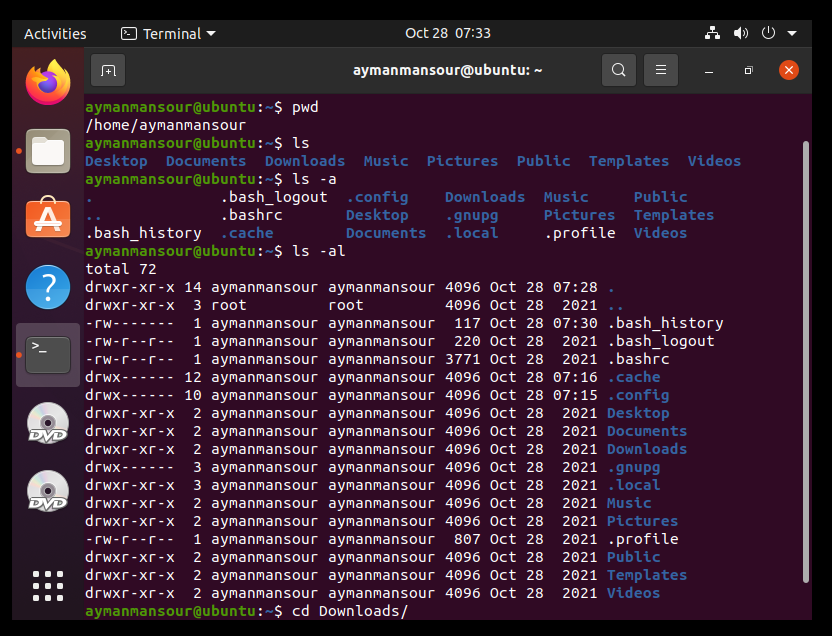 Activities Terminal Oct 28 07:33
aymanmansour@ubuntu: ~
aymanmansour@ubuntu:~$ pwd
/home/aymanmansour
aymanmansour@ubuntu:~$ ls
Desktop Documents Downloads Music Pictures Public Templates Videos
aymanmansour@ubuntu:~$ ls -a
. .bash_logout .config Downloads Music Public
.. .bashrc Desktop .gnupg Pictures Templates
.bash_history .cache Documents .local .profile Videos
aymanmansour@ubuntu:~$ ls -al
total 72
drwxr-xr-x 14 aymanmansour aymanmansour 4096 Oct 28 07:28 .
drwxr-xr-x 3 root root 4096 Oct 28 2021 ..
-rw------- 1 aymanmansour aymanmansour 117 Oct 28 07:30 .bash_history
-rw-r--r-- 1 aymanmansour aymanmansour 220 Oct 28 2021 .bash_logout
-rw-r--r-- 1 aymanmansour aymanmansour 3771 Oct 28 2021 .bashrc
drwx------ 12 aymanmansour aymanmansour 4096 Oct 28 07:16 .cache
drwx------ 10 aymanmansour aymanmansour 4096 Oct 28 07:15 .config
drwxr-xr-x 2 aymanmansour aymanmansour 4096 Oct 28 2021 Desktop
drwxr-xr-x 2 aymanmansour aymanmansour 4096 Oct 28 2021 Documents
drwxr-xr-x 2 aymanmansour aymanmansour 4096 Oct 28 2021 Downloads
drwx------ 3 aymanmansour aymanmansour 4096 Oct 28 2021 .gnupg
drwxr-xr-x 3 aymanmansour aymanmansour 4096 Oct 28 2021 .local
drwxr-xr-x 2 aymanmansour aymanmansour 4096 Oct 28 2021 Music
drwxr-xr-x 2 aymanmansour aymanmansour 4096 Oct 28 2021 Pictures
-rw-r--r-- 1 aymanmansour aymanmansour 807 Oct 28 2021 .profile
drwxr-xr-x 2 aymanmansour aymanmansour 4096 Oct 28 2021 Public
drwxr-xr-x 2 aymanmansour aymanmansour 4096 Oct 28 2021 Templates
drwxr-xr-x 2 aymanmansour aymanmansour 4096 Oct 28 2021 Videos
aymanmansour@ubuntu:~$ cd Downloads/
A
?
>_
DVD
DVD